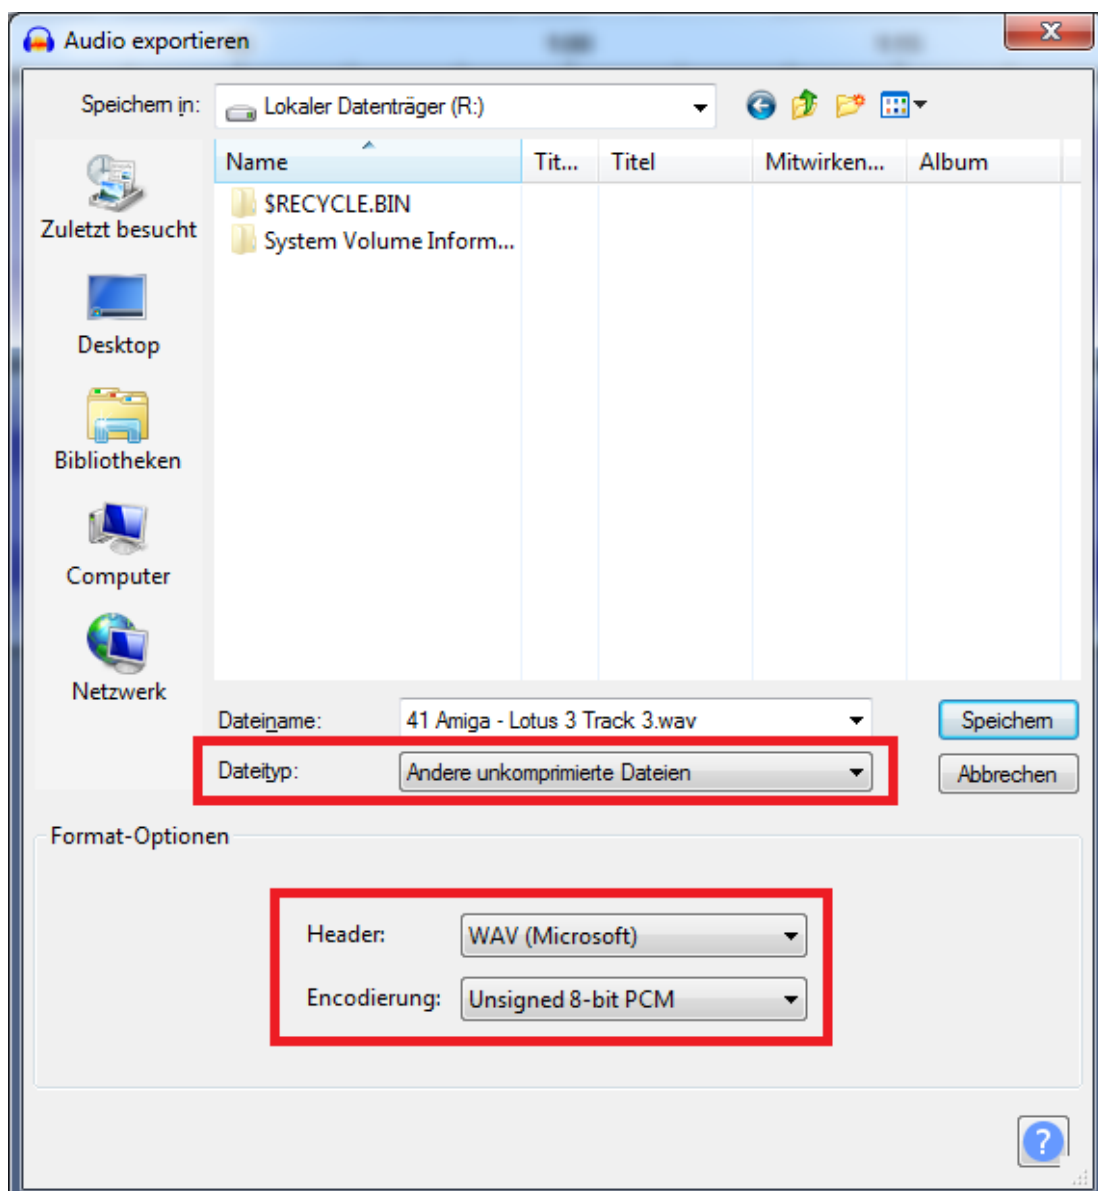 Audio exportieren
Speichern in:
Lokaler Datenträger (R:)
Name
Tit...
Titel
Mitwirken...
Album
$RECYCLE.BIN
System Volume Inform...
Zuletzt besucht
Desktop
Bibliotheken
Computer
Netzwerk
Dateiname:
41 Amiga - Lotus 3 Track 3.wav
Speichern
Dateityp:
Andere unkomprimierte Dateien
Abbrechen
Format-Optionen
Header:
WAV (Microsoft)
Encodierung:
Unsigned 8-bit PCM
?